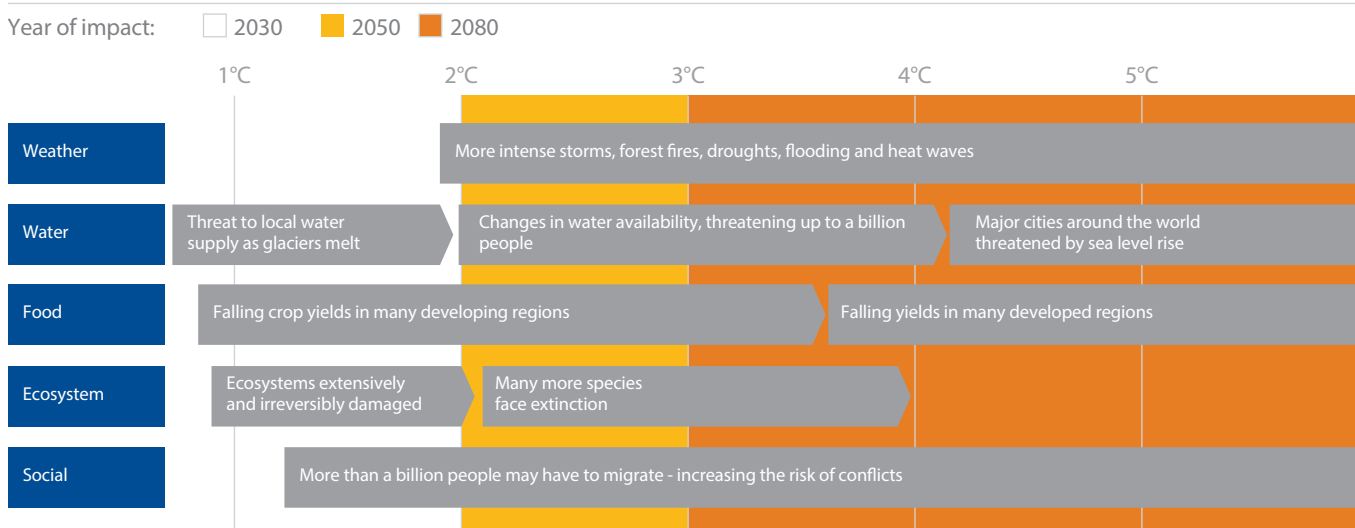 Year of impact: 2030 2050 2080
1°C 2°C 3°C 4°C 5°C
Weather
More intense storms, forest fires, droughts, flooding and heat waves
Water
Threat to local water
supply as glaciers melt
Changes in water availability, threatening up to a billion
people
Major cities around the world
threatened by sea level rise
Food
Falling crop yields in many developing regions
Falling yields in many developed regions
Ecosystem
Ecosystems extensively
and irreversibly damaged
Many more species
face extinction
Social
More than a billion people may have to migrate - increasing the risk of conflicts